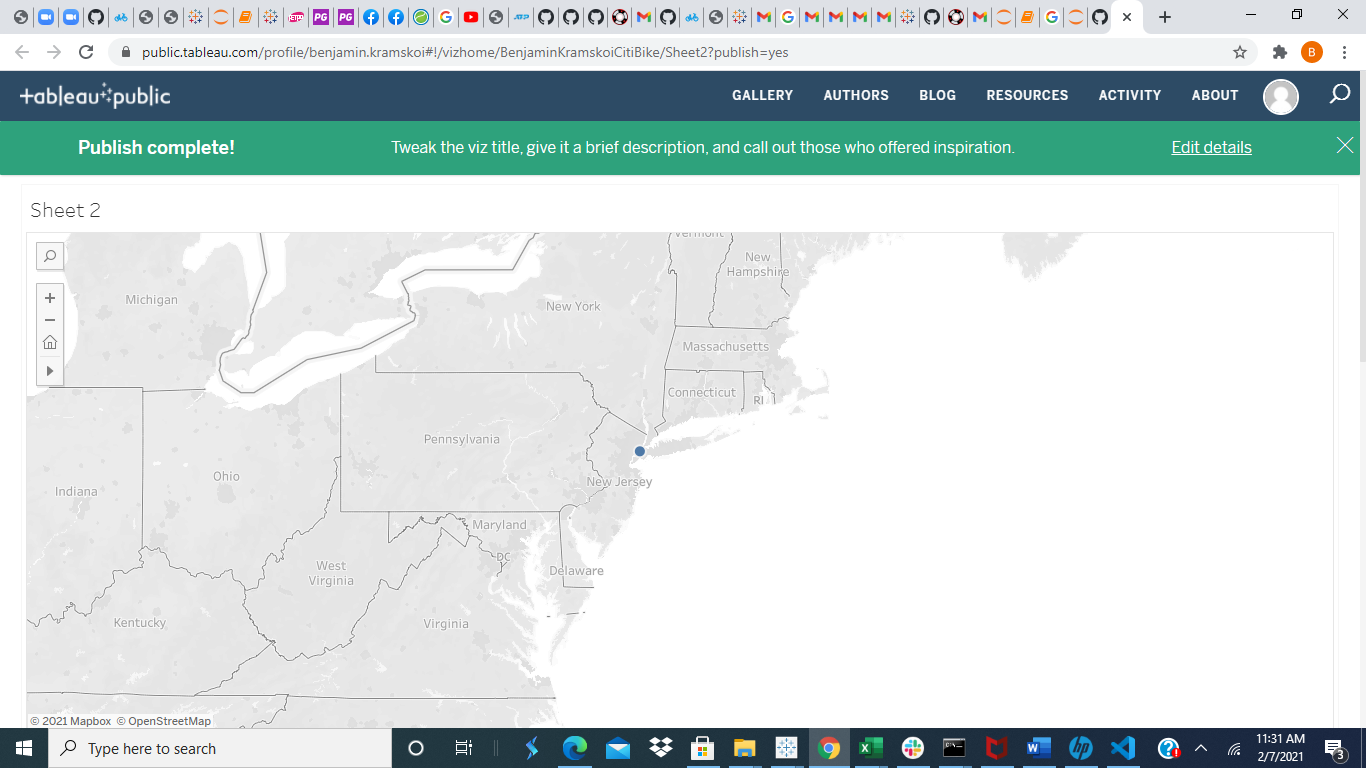 public.tableau.com/profile/benjamin.kramskoi#!/vizhome/BenjaminKramskoiCitiBike/Sheet2?publish=yes
B
+tableau public
GALLERY AUTHORS BLOG RESOURCES ACTIVITY ABOUT
Publish complete! Tweak the viz title, give it a brief description, and call out those who offered inspiration. Edit details
Sheet 2
Vermont
New
Hampshire
Michigan
New York
Massachusetts
Connecticut
RI
Pennsylvania
Ohio
New Jersey
Indiana
Maryland
DC
West
Virginia
Delaware
Kentucky
Virginia
© 2021 Mapbox © OpenStreetMap
Type here to search
11:31 AM
2/7/2021
3